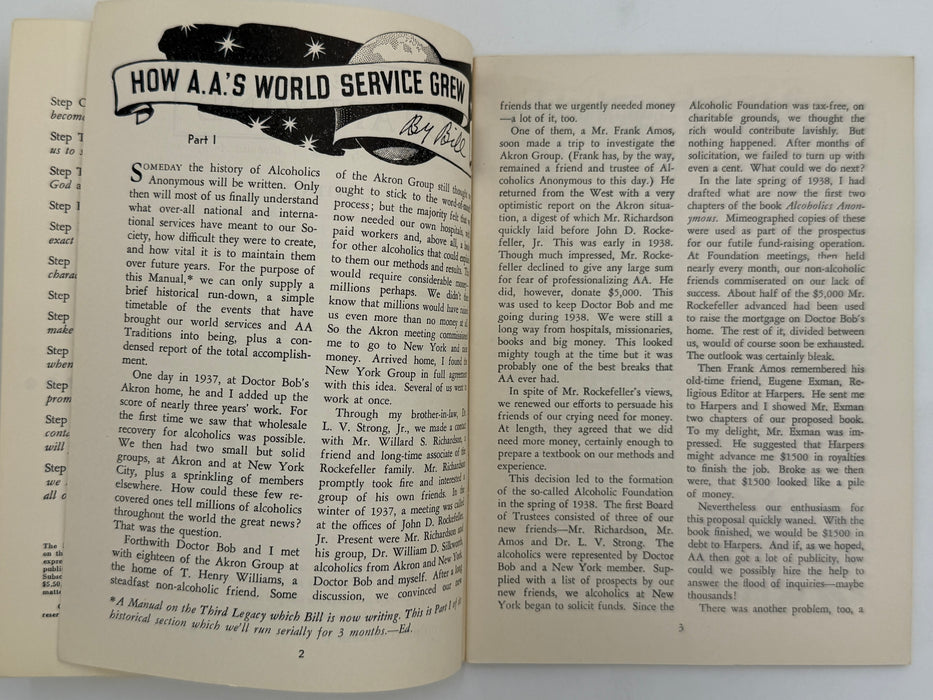 Step
becom
Step T
us to s
Step T
God a
Step
Step
exact
Step
charac
Step
Step
make
Step
when
Step
prom
Step
conta
will
Step
we
all o
The
on th
expre
publi
Subsc
$5.50,
matte
reser
HOW A.A.'S WORLD SERVICE GREW
By Bill
Part I
SOMEDAY the history of Alcoholics
Anonymous will be written. Only
then will most of us finally understand
what over-all national and interna-
tional services have meant to our So-
ciety, how difficult they were to create,
and how vital it is to maintain them
over future years. For the purpose of
this Manual,* we can only supply a
brief historical run-down, a simple
timetable of the events that have
brought our world services and AA
Traditions into being, plus a con-
densed report of the total accomplish-
ment.
One day in 1937, at Doctor Bob's
Akron home, he and I added up the
score of nearly three years' work. For
the first time we saw that wholesale
recovery for alcoholics was possible.
We then had two small but solid
groups, at Akron and at New York
City, plus a sprinkling of members
elsewhere. How could these few re-
covered ones tell millions of alcoholics
throughout the world the great news?
That was the question.
Forthwith Doctor Bob and I met
with eighteen of the Akron Group at
the home of T. Henry Williams, a
steadfast non-alcoholic friend. Some
of the Akron Group still thought
ought to stick to the word-of-mouth
process; but the majority felt that
now needed our own hospitals,
paid workers and, above all, a
for other alcoholics that could explain
to them our methods and results. This
would require considerable money—
millions perhaps. We didn't
know that millions would have ruined
us even more than no money at all.
So the Akron meeting commissioned
me to go to New York and
money. Arrived home, I found the
New York Group in full agreement
with this idea. Several of us went
work at once.
Through my brother-in-law, Dr.
L. V. Strong, Jr., we made a contact
with Mr. Willard S. Richardson, a
friend and long-time associate of the
Rockefeller family. Mr. Richardson
promptly took fire and interested a
group of his own friends. In the
winter of 1937, a meeting was called
at the offices of John D. Rockefeller,
Jr. Present were Mr. Richardson and
his group, Dr. William D. Silkworth,
alcoholics from Akron and New York,
Doctor Bob and myself. After a long
discussion, we convinced our new
*A Manual on the Third Legacy which Bill is now writing. This is Part I of
historical section which we'll run serially for 3 months.—Ed.
2
friends that we urgently needed money
—a lot of it, too.
One of them, a Mr. Frank Amos,
soon made a trip to investigate the
Akron Group. (Frank has, by the way,
remained a friend and trustee of Al-
coholics Anonymous to this day.) He
returned from the West with a very
optimistic report on the Akron situa-
tion, a digest of which Mr. Richardson
quickly laid before John D. Rocke-
feller, Jr. This was early in 1938.
Though much impressed, Mr. Rocke-
feller declined to give any large sum
for fear of professionalizing AA. He
did, however, donate $5,000. This
was used to keep Doctor Bob and me
going during 1938. We were still a
long way from hospitals, missionaries,
books and big money. This looked
mighty tough at the time but it was
probably one of the best breaks that
AA ever had.
In spite of Mr. Rockefeller's views,
we renewed our efforts to persuade his
friends of our crying need for money.
At length, they agreed that we did
need more money, certainly enough to
prepare a textbook on our methods and
experience.
This decision led to the formation
of the so-called Alcoholic Foundation
in the spring of 1938. The first Board
of Trustees consisted of three of our
new friends—Mr. Richardson, Mr.
Amos and Dr. L. V. Strong. The
alcoholics were represented by Doctor
Bob and a New York member. Sup-
plied with a list of prospects by our
new friends, we alcoholics at New
York began to solicit funds. Since the
Alcoholic Foundation was tax-free, on
charitable grounds, we thought the
rich would contribute lavishly. But
nothing happened. After months of
solicitation, we failed to turn up with
even a cent. What could we do next?
In the late spring of 1938, I had
drafted what are now the first two
chapters of the book Alcoholics Anon-
ymous. Mimeographed copies of these
were used as part of the prospectus
for our futile fund-raising operation.
At Foundation meetings, then held
nearly every month, our non-alcoholic
friends commiserated on our lack of
success. About half of the $5,000 Mr.
Rockefeller advanced had been used
to raise the mortgage on Doctor Bob's
home. The rest of it, divided between
us, would of course soon be exhausted.
The outlook was certainly bleak.
Then Frank Amos remembered his
old-time friend, Eugene Exman, Re-
ligious Editor at Harpers. He sent me
to Harpers and I showed Mr. Exman
two chapters of our proposed book.
To my delight, Mr. Exman was im-
pressed. He suggested that Harpers
might advance me $1500 in royalties
to finish the job. Broke as we then
were, that $1500 looked like a pile
of money.
Nevertheless our enthusiasm for
this proposal quickly waned. With the
book finished, we would be $1500 in
debt to Harpers. And if, as we hoped,
AA then got a lot of publicity, how
could we possibly hire the help to
answer the flood of inquiries—maybe
thousands!
There was another problem, too, a
3